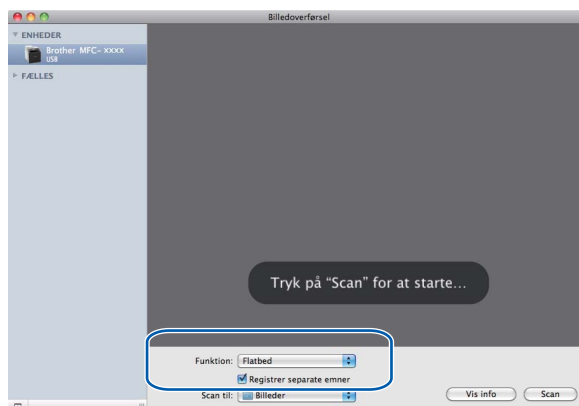 Billedoverførsel
ENHEDER
Brother MFC- xxxx
USB
FÆLLES
Tryk på “Scan” for at starte...
Funktion: Flatbed
Registrer separate emner
Scan til: Billeder
Vis info Scan